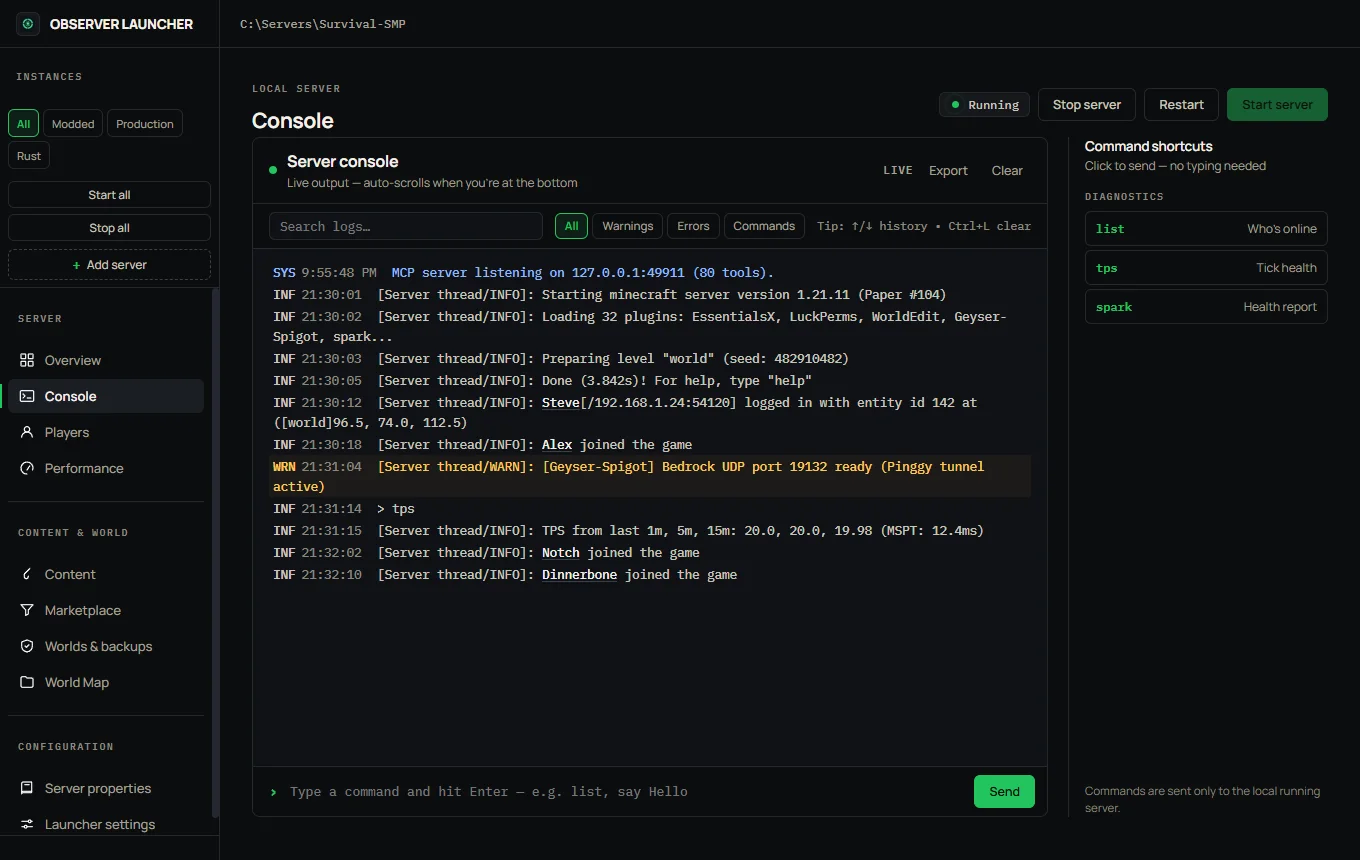 OBSERVER LAUNCHER
C:\Servers\Survival-SMP
INSTANCES
All
Modded
Production
Rust
Start all
Stop all
+ Add server
SERVER
Overview
Console
Players
Performance
CONTENT & WORLD
Content
Marketplace
Worlds & backups
World Map
CONFIGURATION
Server properties
Launcher settings
LOCAL SERVER
Console
Running
Stop server
Restart
Start server
Server console
Live output — auto-scrolls when you're at the bottom
LIVE
Export
Clear
Search logs…
All
Warnings
Errors
Commands
Tip: ↑/↓ history • Ctrl+L clear
SYS 9:55:48 PM MCP server listening on 127.0.0.1:49911 (80 tools).
INF 21:30:01 [Server thread/INFO]: Starting minecraft server version 1.21.11 (Paper #104)
INF 21:30:02 [Server thread/INFO]: Loading 32 plugins: EssentialsX, LuckPerms, WorldEdit, Geyser-
Spigot, spark...
INF 21:30:03 [Server thread/INFO]: Preparing level "world" (seed: 482910482)
INF 21:30:05 [Server thread/INFO]: Done (3.842s)! For help, type "help"
INF 21:30:12 [Server thread/INFO]: Steve[/192.168.1.24:54120] logged in with entity id 142 at
([world]96.5, 74.0, 112.5)
INF 21:30:18 [Server thread/INFO]: Alex joined the game
WRN 21:31:04 [Server thread/WARN]: [Geyser-Spigot] Bedrock UDP port 19132 ready (Pinggy tunnel
active)
INF 21:31:14 > tps
INF 21:31:15 [Server thread/INFO]: TPS from last 1m, 5m, 15m: 20.0, 20.0, 19.98 (MSPT: 12.4ms)
INF 21:32:02 [Server thread/INFO]: Notch joined the game
INF 21:32:10 [Server thread/INFO]: Dinnerbone joined the game
› Type a command and hit Enter — e.g. list, say Hello
Send
Command shortcuts
Click to send — no typing needed
DIAGNOSTICS
list Who's online
tps Tick health
spark Health report
Commands are sent only to the local running
server.